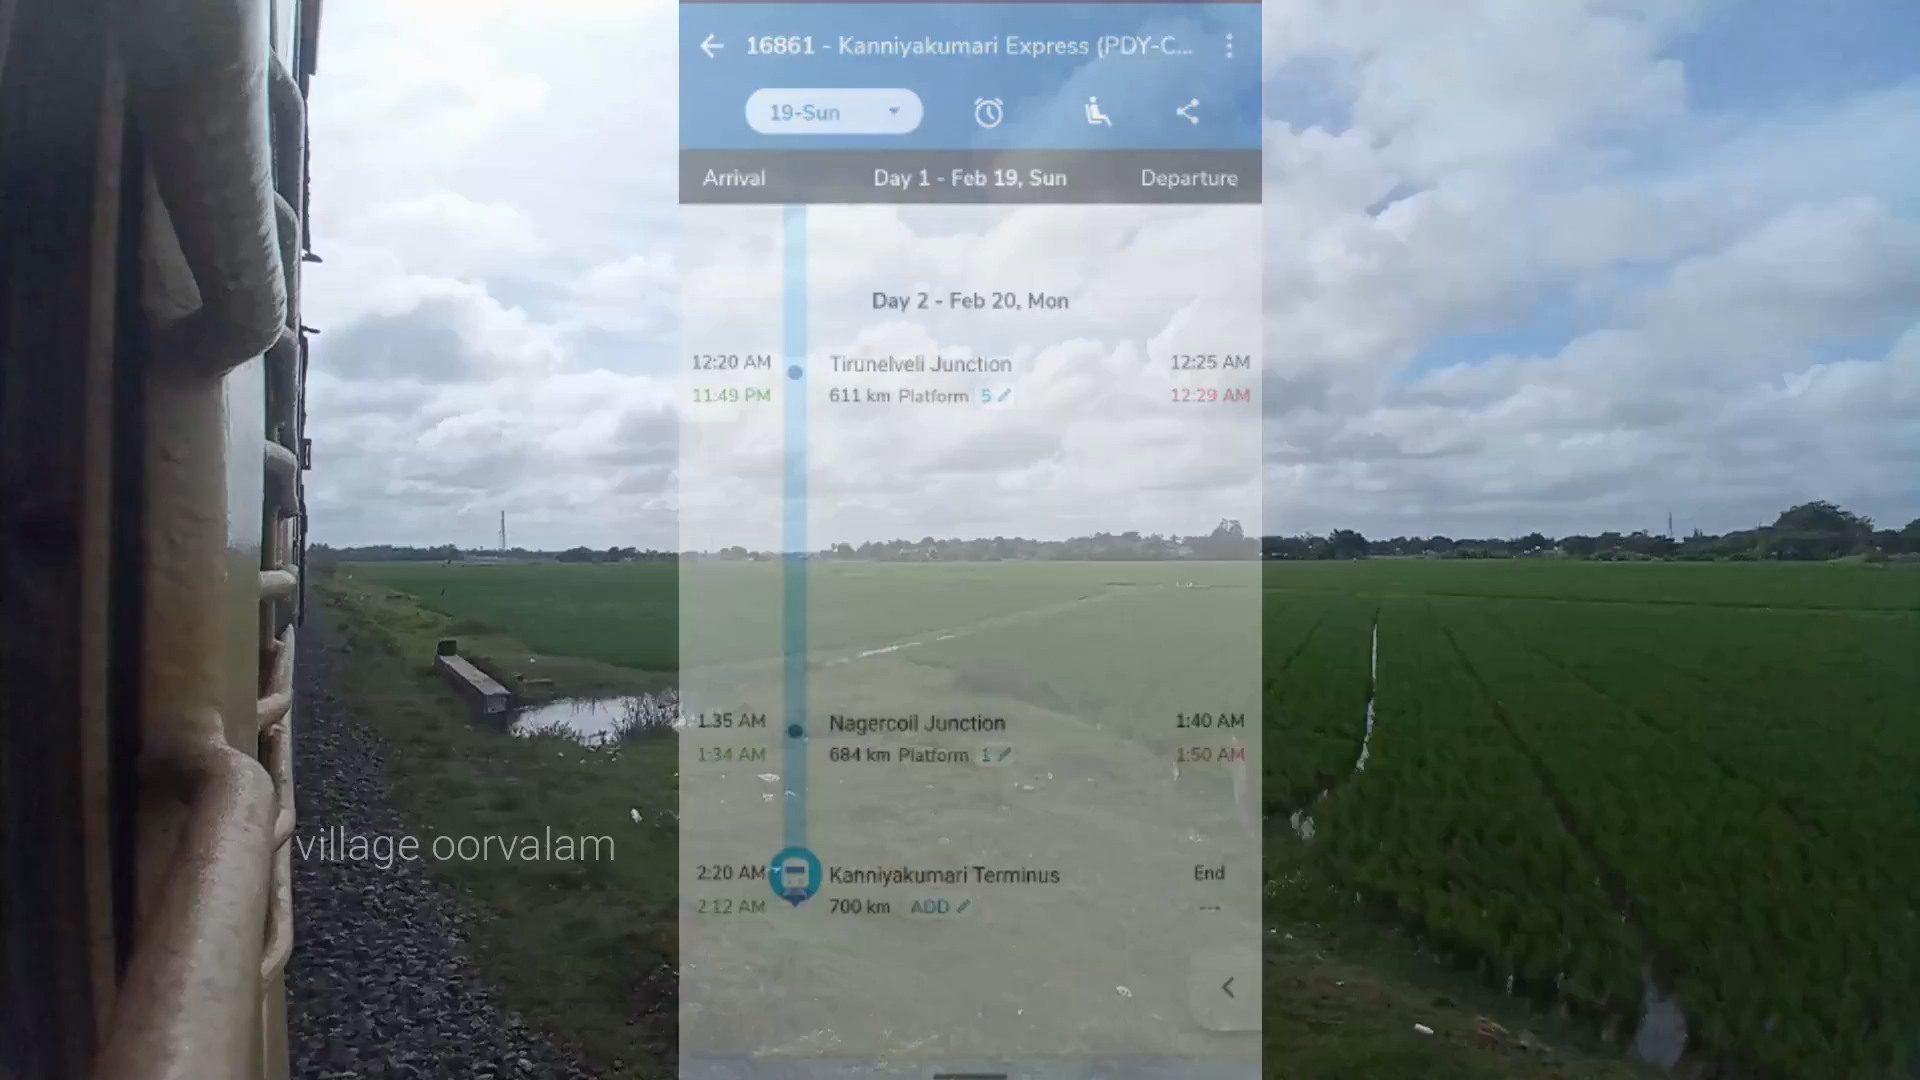 16861 - Kanniyakumari Express (PDY-C...
19-Sun
Arrival Day 1 - Feb 19, Sun Departure
Day 2 - Feb 20, Mon
12:20 AM Tirunelveli Junction 12:25 AM
11:49 PM 611 km Platform 5 12:29 AM
1.35 AM Nagercoil Junction 1:40 AM
1:34 AM 684 km Platform 1 1:50 AM
village oorvalam
2:20 AM Kanniyakumari Terminus End
2:12 AM 700 km ADD ---